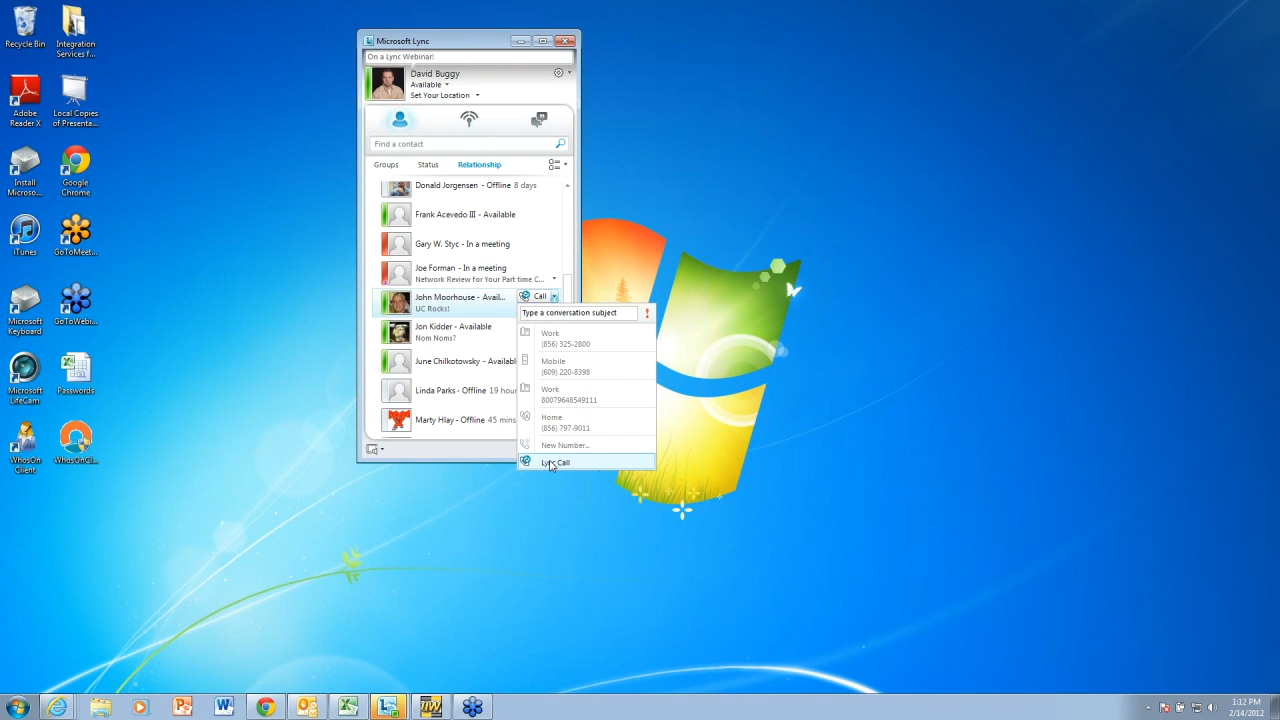 Recycle Bin
Integration
Services f...
Adobe
Reader X
Local Copies
of Presenta...
Install
Microso...
Google
Chrome
iTunes
GoToMeet...
Microsoft
Keyboard
GoToWebi...
Microsoft
LifeCam
Passwords
WhosOn
Client
WhosOnCl...
Microsoft Lync
On a Lync Webinar!
David Buggy
Available
Set Your Location
Find a contact
Groups Status Relationship
Donald Jorgensen - Offline 8 days
Frank Acevedo III - Available
Gary W. Styc - In a meeting
Joe Forman - In a meeting
Network Review for Your Part time C...
John Moorhouse - Avail...
UC Rocks!
Call
Jon Kidder - Available
Nom Noms?
June Chilkotowsky - Availabl
Linda Parks - Offline 19 hour
Marty Hlay - Offline 45 mins
Type a conversation subject
Work
(856) 325-2800
Mobile
(609) 220-8398
Work
80079648549111
Home
(856) 797-9011
New Number...
Lync Call
1:12 PM
2/14/2012